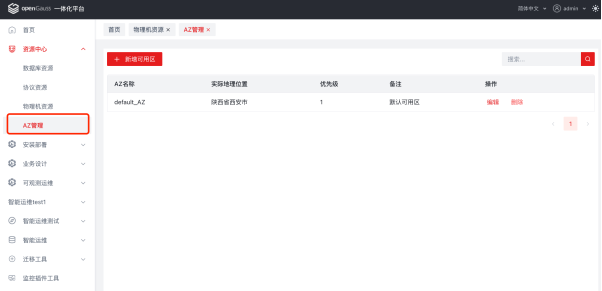 openGauss 一体化平台
简体中文 admin
首页
资源中心
数据库资源
协议资源
物理机资源
AZ管理
安装部署
业务设计
可观测运维
智能运维test1
智能运维测试
智能运维
迁移工具
监控插件工具
首页 物理机资源 × AZ管理 ×
+ 新增可用区 搜索...
AZ名称 实际地理位置 优先级 备注 操作
default_AZ 陕西省西安市 1 默认可用区 编辑 删除
< 1 >